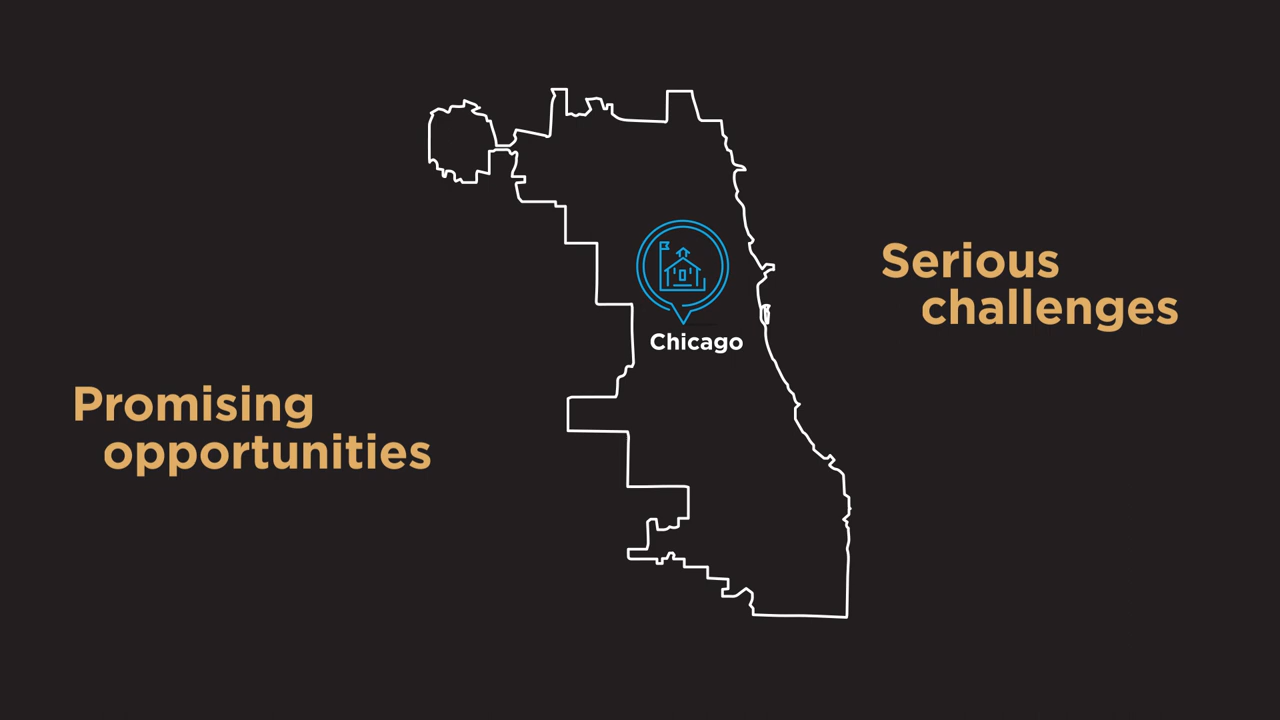 Promising
opportunities
Chicago
Serious
challenges